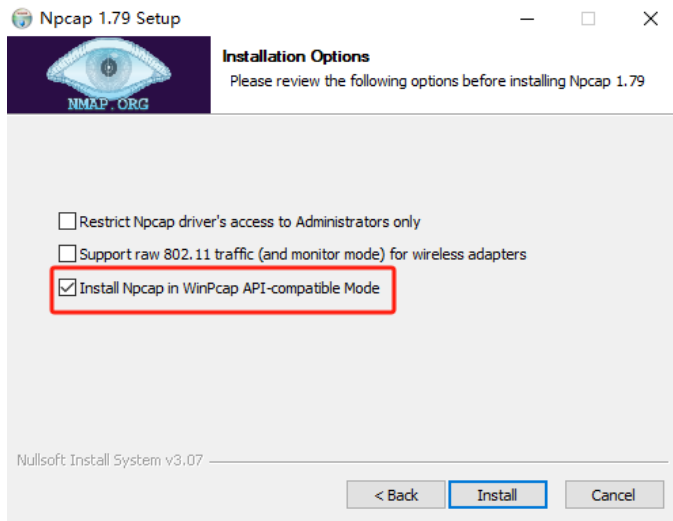 Npcap 1.79 Setup
Installation Options
Please review the following options before installing Npcap 1.79
NMAP.ORG
Restrict Npcap driver's access to Administrators only
Support raw 802.11 traffic (and monitor mode) for wireless adapters
Install Npcap in WinPcap API-compatible Mode
Nullsoft Install System v3.07
< Back
Install
Cancel